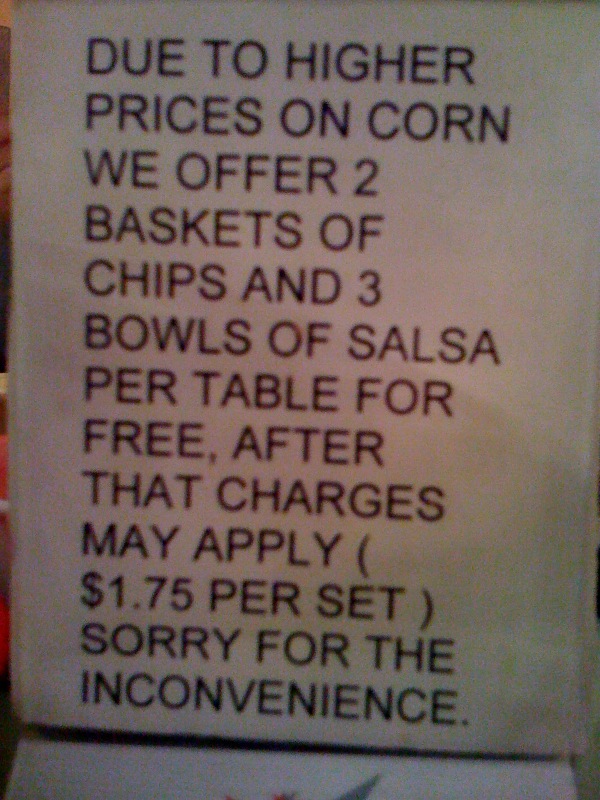 DUE TO HIGHER
PRICES ON CORN
WE OFFER 2
BASKETS OF
CHIPS AND 3
BOWLS OF SALSA
PER TABLE FOR
FREE, AFTER
THAT CHARGES
MAY APPLY (
$1.75 PER SET )
SORRY FOR THE
INCONVENIENCE.